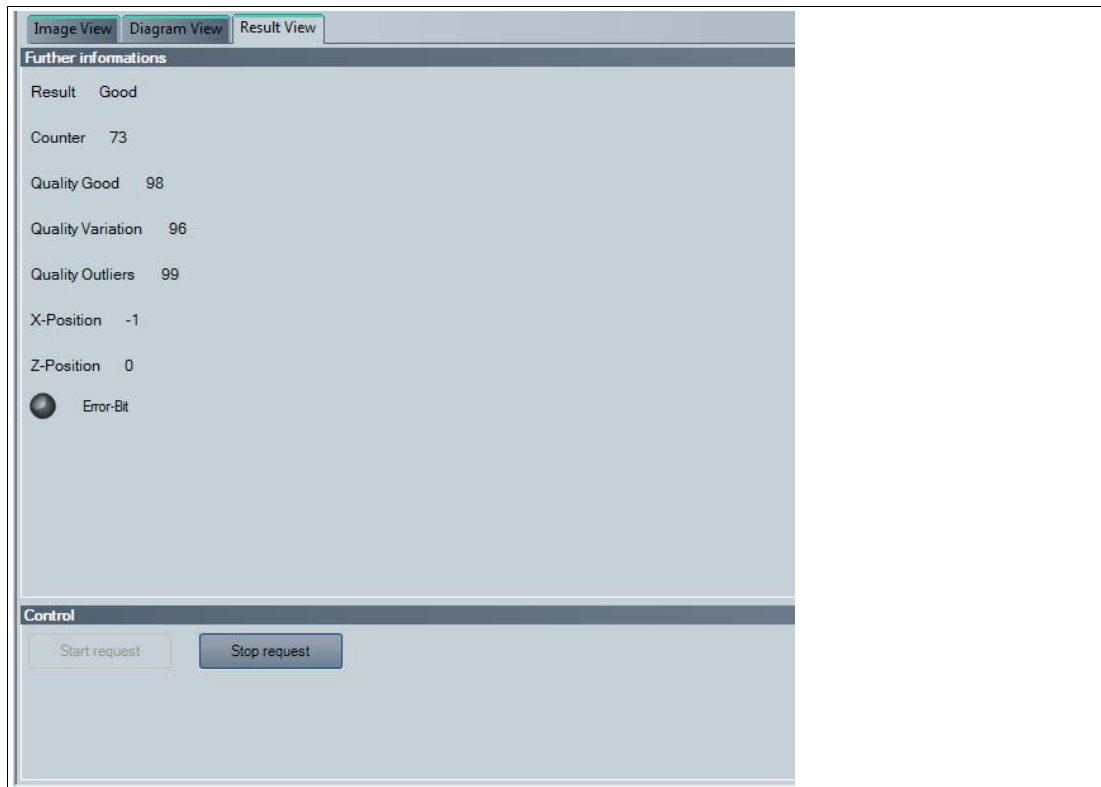 Image View Diagram View Result View
Further informations
Result Good
Counter 73
Quality Good 98
Quality Variation 96
Quality Outliers 99
X-Position -1
Z-Position 0
Error-Bit
Control
Start request Stop request